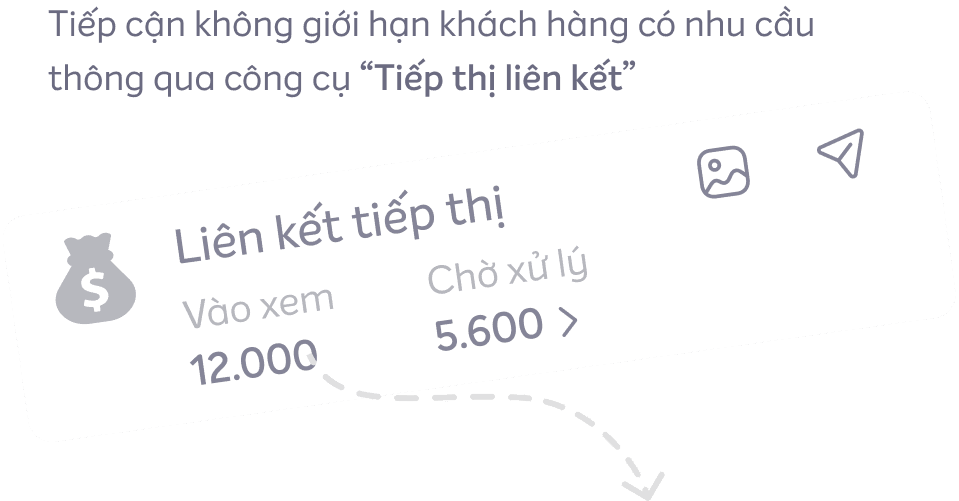 Tiếp cận không giới hạn khách hàng có nhu cầu
thông qua công cụ “Tiếp thị liên kết”
Liên kết tiếp thị
Vào xem
Chờ xử lý
12.000
5.600 >
$